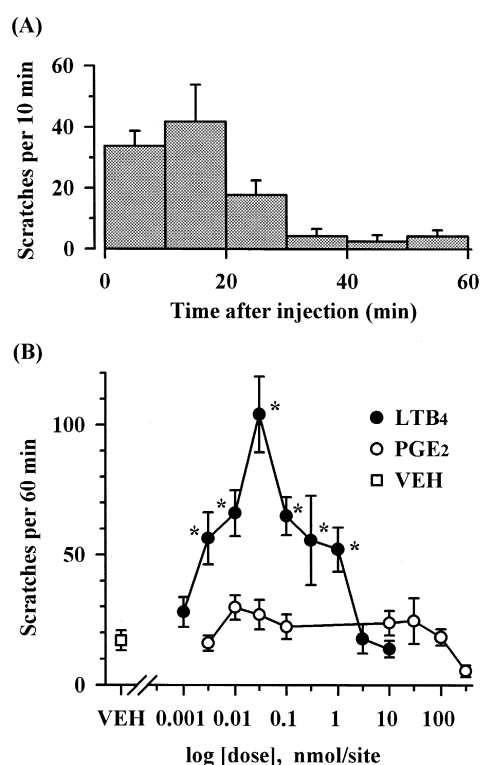 (A)
60
40
20
0
Scratches per 10 min
0 20 40 60
Time after injection (min)
(B)
100
50
0
Scratches per 60 min
LTB4
PGE2
VEH
* * * * * *
VEH 0.001 0.01 0.1 1 10 100
log [dose], nmol/site